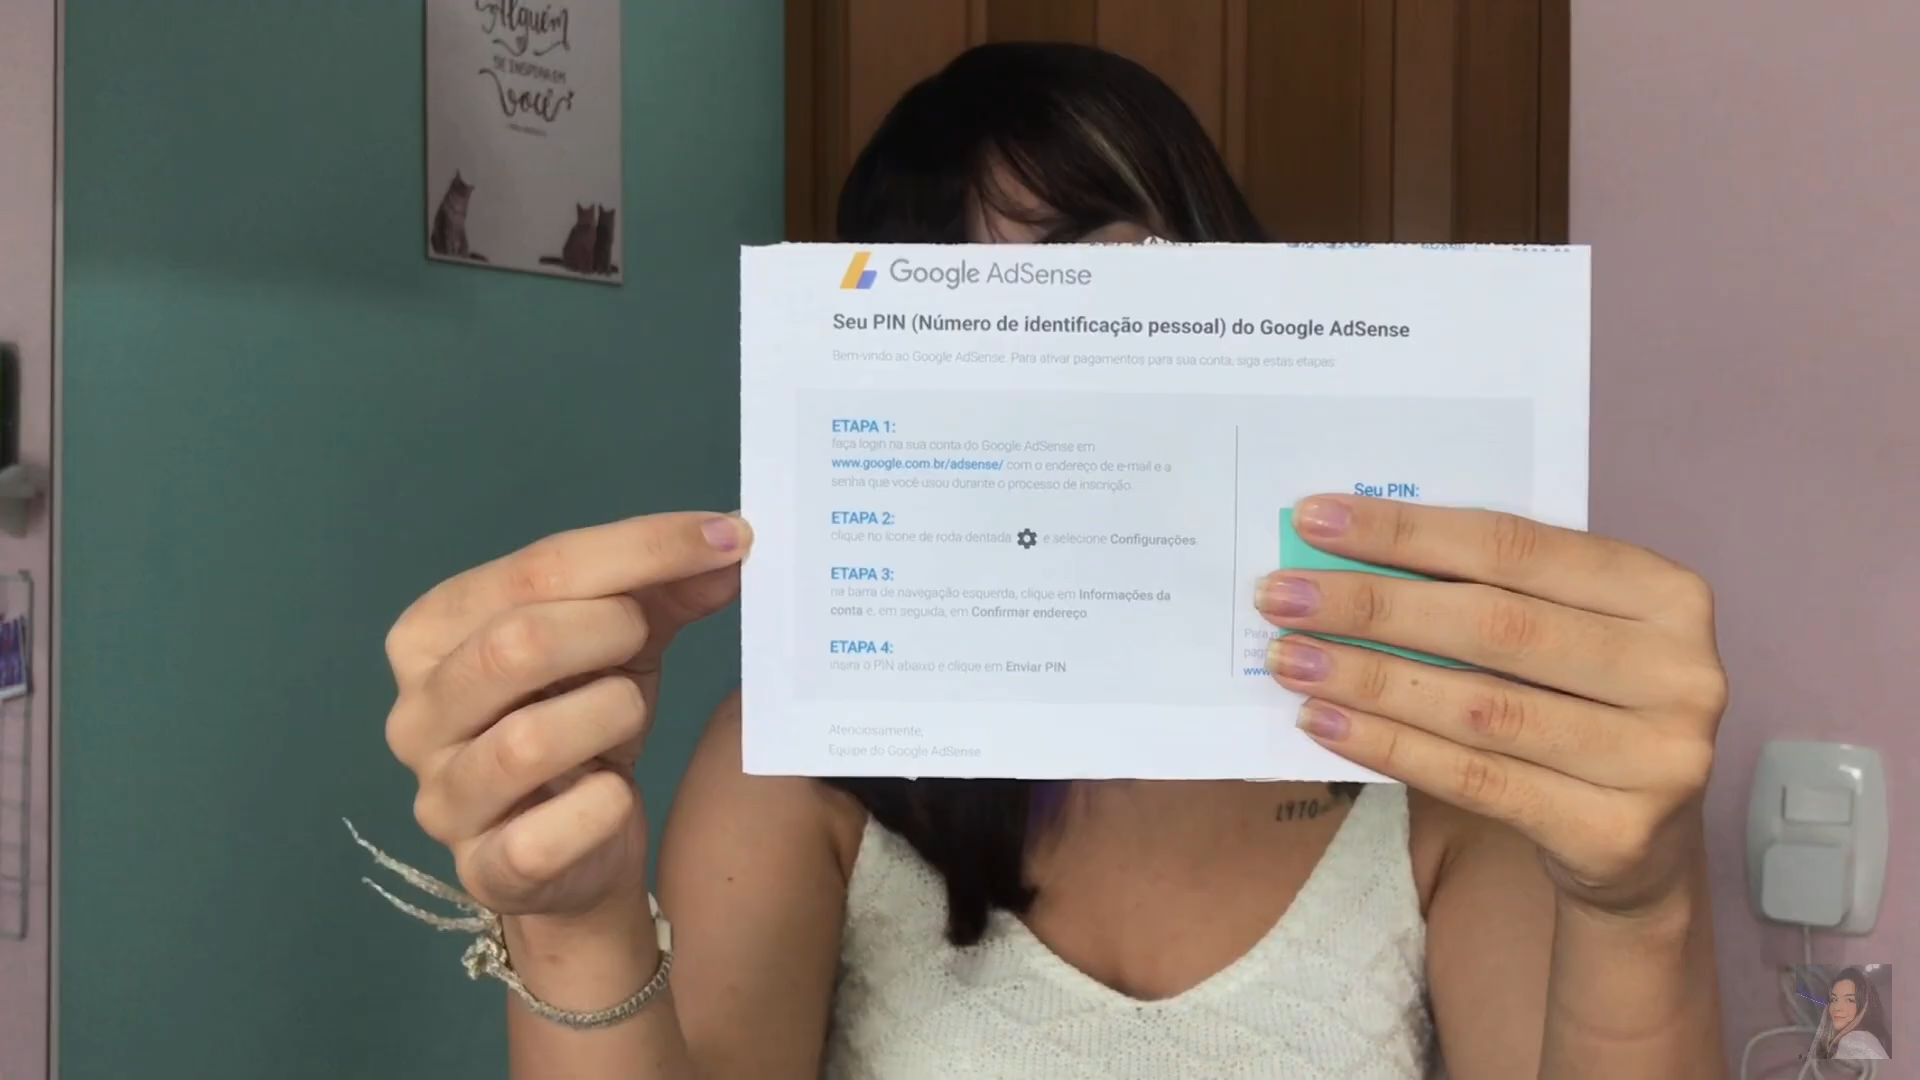 Alguém
SE INSPIRA EM
você
Google AdSense
Seu PIN (Número de identificação pessoal) do Google AdSense
Bem-vindo ao Google AdSense. Para ativar pagamentos para sua conta, siga estas etapas:
ETAPA 1:
faça login na sua conta do Google AdSense em
www.google.com.br/adsense/ com o endereço de e-mail e a
senha que você usou durante o processo de inscrição.
ETAPA 2:
clique no ícone de roda dentada e selecione Configurações.
ETAPA 3:
na barra de navegação esquerda, clique em Informações da
conta e, em seguida, em Confirmar endereço.
ETAPA 4:
insira o PIN abaixo e clique em Enviar PIN
Seu PIN:
Para
www
Atenciosamente,
Equipe do Google AdSense